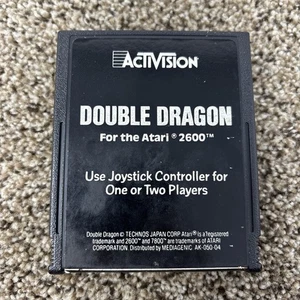 ACTIVISION
DOUBLE DRAGON
For the Atari ® 2600™
Use Joystick Controller for
One or Two Players
Double Dragon © TECHNOS JAPAN CORP Atari® is a registered
trademark and 2600™ and 7800™ are trademarks of ATARI
CORPORATION. Distributed by MEDIAGENIC AK-050-04